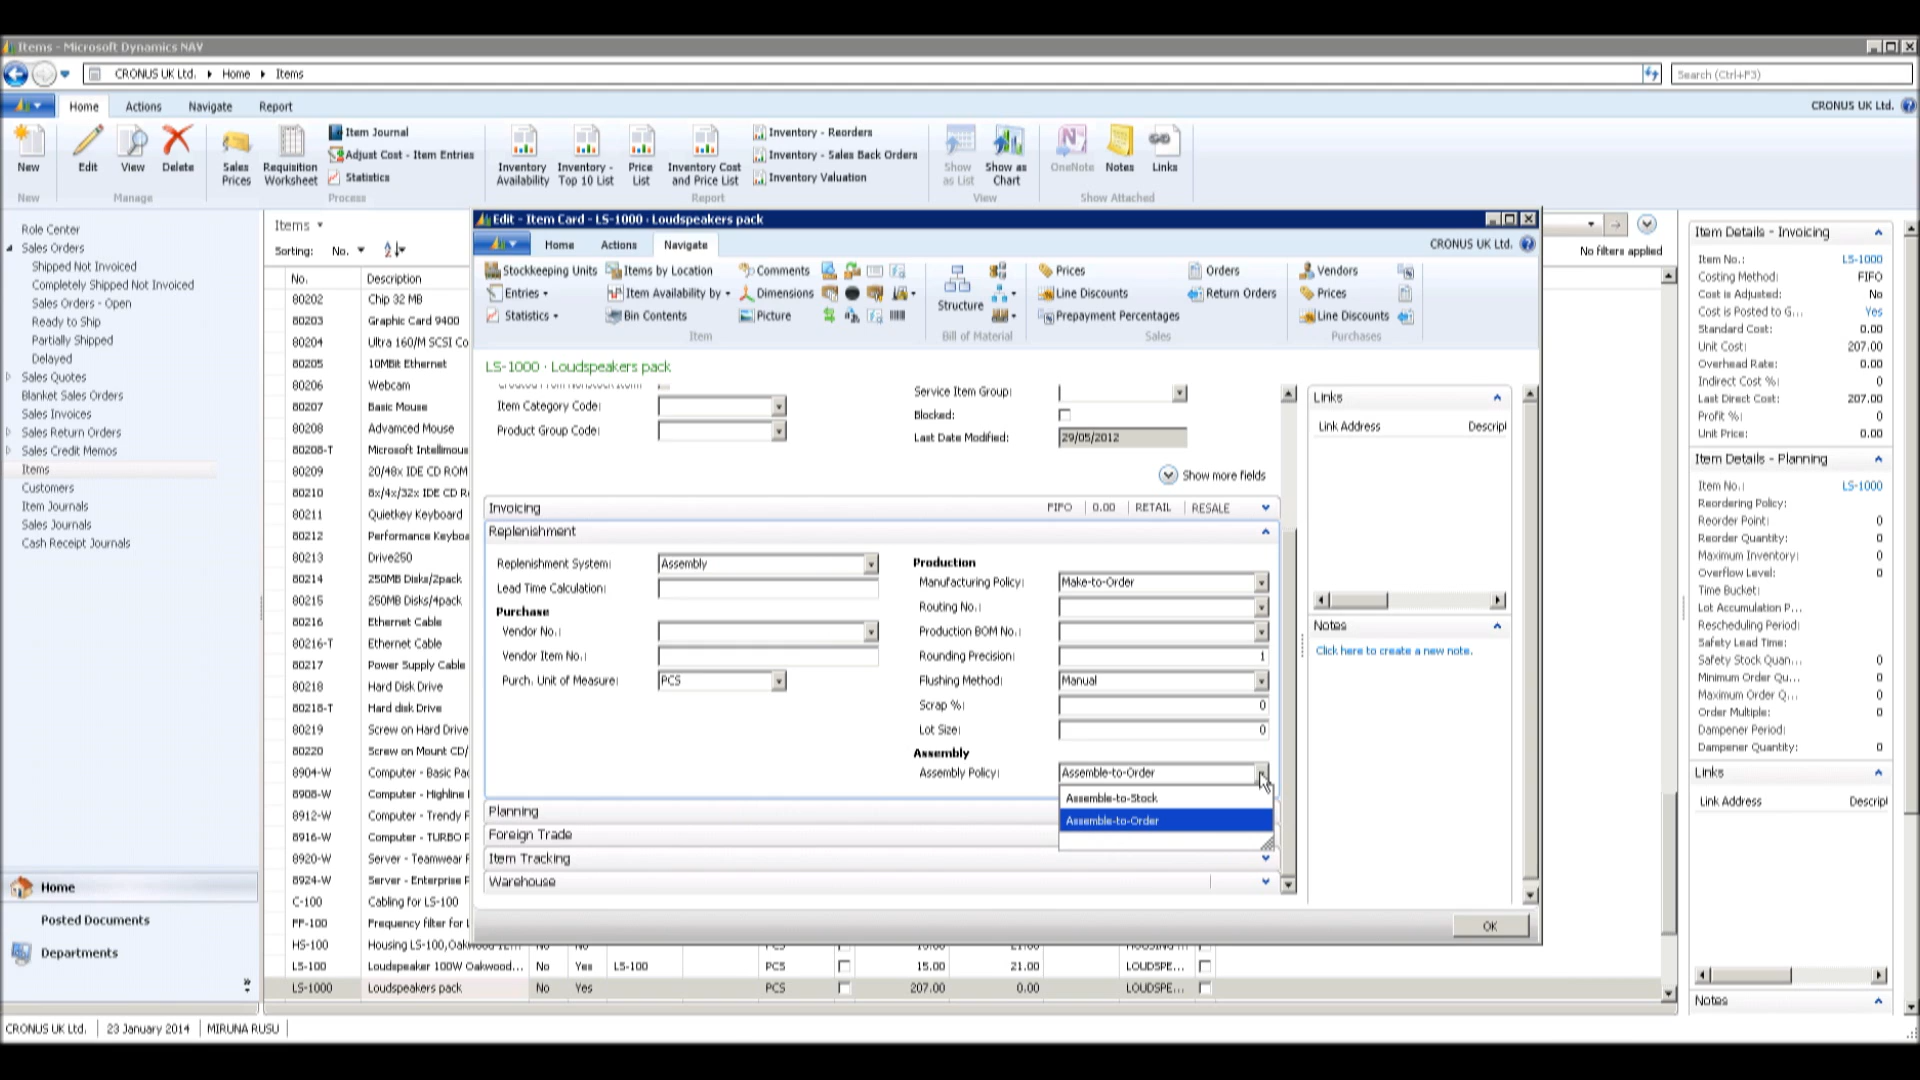 Items - Microsoft Dynamics NAV
CRONUS UK Ltd. Home Items
Search (Ctrl+F3)
Home Actions Navigate Report
CRONUS UK Ltd.
New
Edit
View
Delete
Sales Prices
Requisition Worksheet
Item Journal
Adjust Cost - Item Entries
Statistics
Inventory Availability
Inventory - Top 10 List
Price List
Inventory Cost and Price List
Inventory - Reorders
Inventory - Sales Back Orders
Inventory Valuation
Show as List
Show as Chart
OneNote
Notes
Links
New Manage Process Report View Show Attached
Role Center
Sales Orders
Shipped Not Invoiced
Completely Shipped Not Invoiced
Sales Orders - Open
Ready to Ship
Partially Shipped
Delayed
Sales Quotes
Blanket Sales Orders
Sales Invoices
Sales Return Orders
Sales Credit Memos
Items
Customers
Item Journals
Sales Journals
Cash Receipt Journals
Home
Posted Documents
Departments
Items
Sorting: No.
No filters applied
No. Description
80202 Chip 32 MB
80203 Graphic Card 9400
80204 Ultra 160/M SCSI Co
80205 10MBit Ethernet
80206 Webcam
80207 Basic Mouse
80208 Advanced Mouse
80208-T Microsoft Intellimous
80209 20/48x IDE CD ROM
80210 8x/4x/32x IDE CD R
80211 Quietkey Keyboard
80212 Performance Keyboa
80213 Drive250
80214 250MB Disks/2pack
80215 250MB Disks/4pack
80216 Ethernet Cable
80216-T Ethernet Cable
80217 Power Supply Cable
80218 Hard Disk Drive
80218-T Hard disk Drive
80219 Screw on Hard Drive
80220 Screw on Mount CD/
8904-W Computer - Basic Pac
8908-W Computer - Highline
8912-W Computer - Trendy F
8916-W Computer - TURBO F
8920-W Server - Teamwear F
8924-W Server - Enterprise F
C-100 Cabling for LS-100
FF-100 Frequency filter for L
HS-100 Housing LS-100,
LS-100 Loudspeaker 100W Oakwood... No Yes LS-100 PCS 15.00 21.00 LOUDSPE...
LS-1000 Loudspeakers pack No Yes PCS 207.00 0.00 LOUDSPE...
Edit - Item Card - LS-1000 · Loudspeakers pack
Home Actions Navigate
CRONUS UK Ltd.
Stockkeeping Units
Entries
Statistics
Items by Location
Item Availability by
Bin Contents
Comments
Dimensions
Picture
Structure
Prices
Line Discounts
Prepayment Percentages
Orders
Return Orders
Vendors
Prices
Line Discounts
Item Bill of Material Sales Purchases
LS-1000 · Loudspeakers pack
Item Category Code:
Product Group Code:
Service Item Group:
Blocked:
Last Date Modified: 29/05/2012
Show more fields
Invoicing FIFO 0.00 RETAIL RESALE
Replenishment
Replenishment System: Assembly
Lead Time Calculation:
Purchase
Vendor No.:
Vendor Item No.:
Purch. Unit of Measure: PCS
Production
Manufacturing Policy: Make-to-Order
Routing No.:
Production BOM No.:
Rounding Precision: 1
Flushing Method: Manual
Scrap %: 0
Lot Size: 0
Assembly
Assembly Policy: Assemble-to-Order
Assemble-to-Stock
Assemble-to-Order
Planning
Foreign Trade
Item Tracking
Warehouse
Links
Link Address Descripl
Notes
Click here to create a new note.
OK
Item Details - Invoicing
Item No.: LS-1000
Costing Method: FIFO
Cost is Adjusted: No
Cost is Posted to G... Yes
Standard Cost: 0.00
Unit Cost: 207.00
Overhead Rate: 0.00
Indirect Cost %: 0
Last Direct Cost: 207.00
Profit %: 0
Unit Price: 0.00
Item Details - Planning
Item No.: LS-1000
Reordering Policy:
Reorder Point: 0
Reorder Quantity: 0
Maximum Inventory: 0
Overflow Level: 0
Time Bucket:
Lot Accumulation P...
Rescheduling Period:
Safety Lead Time:
Safety Stock Quan... 0
Minimum Order Qu... 0
Maximum Order Q... 0
Order Multiple: 0
Dampener Period:
Dampener Quantity: 0
Links
Link Address Descripl
Notes
CRONUS UK Ltd. 23 January 2014 MIRUNA RUSU